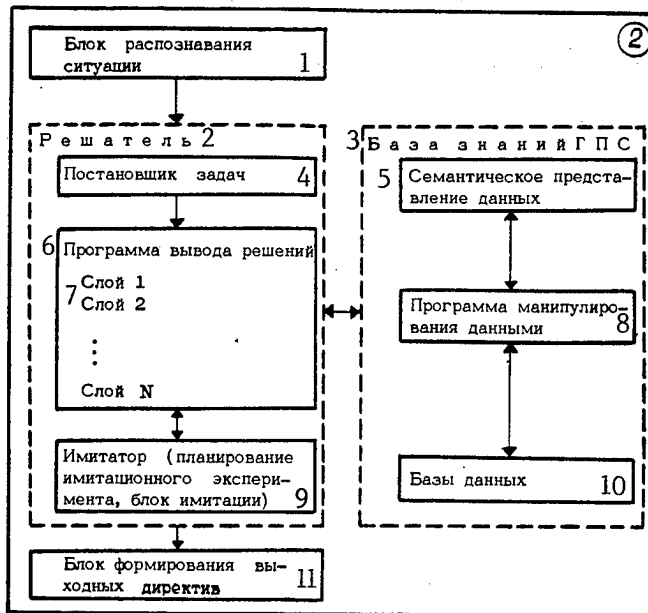 ②
Блок распознавания
ситуации 1
Решатель 2
Постановщик задач 4
6 Программа вывода решений
7 Слой 1
Слой 2
⋮
Слой N
Имитатор (планирование
имитационного экспери-
мента, блок имитации) 9
3 База знаний ГПС
5 Семантическое предста-
вление данных
Программа манипулиро-
вания данными 8
Базы данных 10
Блок формирования вы-
ходных директив 11